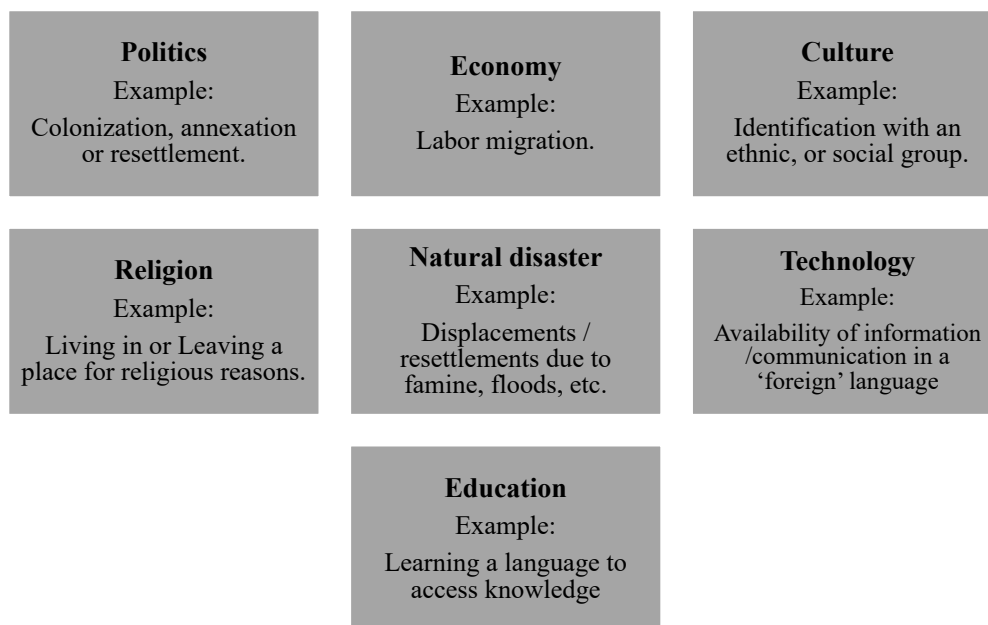 Politics
Example:
Colonization, annexation
or resettlement.
Economy
Example:
Labor migration.
Culture
Example:
Identification with an
ethnic, or social group.
Religion
Example:
Living in or Leaving a
place for religious reasons.
Natural disaster
Example:
Displacements /
resettlements due to
famine, floods, etc.
Technology
Example:
Availability of information
/communication in a
‘foreign’ language
Education
Example:
Learning a language to
access knowledge